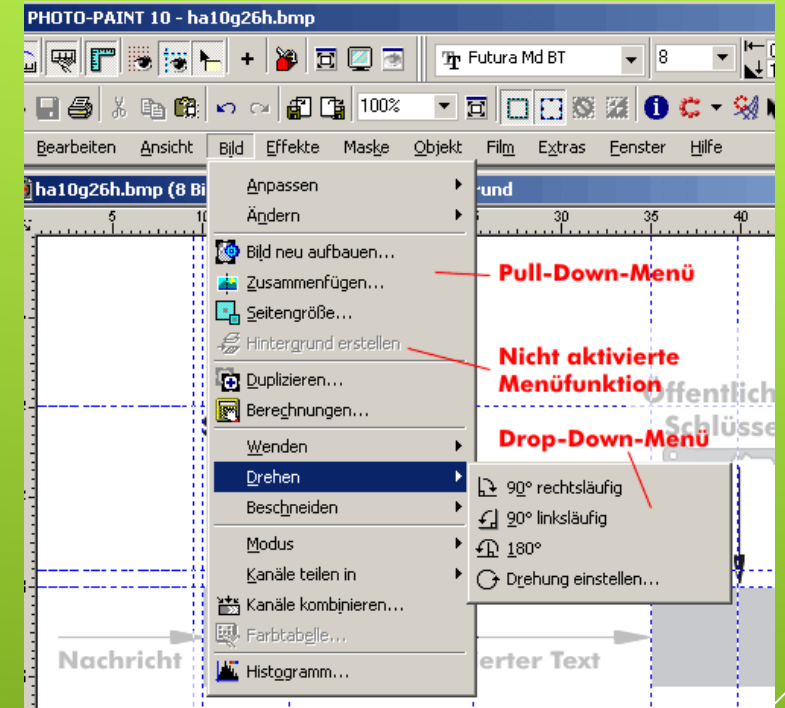 PHOTO-PAINT 10 - ha10g26h.bmp
Futura Md BT 8
100%
Bearbeiten Ansicht Bild Effekte Maske Objekt Film Extras Fenster Hilfe
ha10g26h.bmp (8 Bi
rund
5 10 30 35 40
Anpassen
Ändern
Bild neu aufbauen...
Zusammenfügen...
Seitengröße...
Hintergrund erstellen
Duplizieren...
Berechnungen...
Wenden
Drehen
Beschneiden
Modus
Kanäle teilen in
Kanäle kombinieren...
Farbtabelle...
Histogramm...
Pull-Down-Menü
Nicht aktivierte
Menüfunktion
Öffentlich
Schlüsse
Drop-Down-Menü
90° rechtsläufig
90° linksläufig
180°
Drehung einstellen...
Nachricht
erter Text